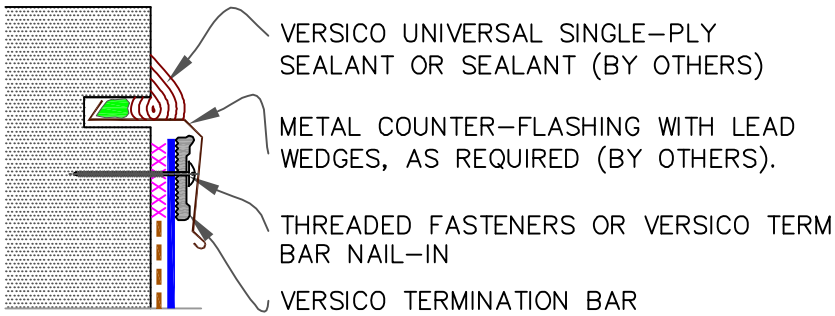 VERSICO UNIVERSAL SINGLE-PLY
SEALANT OR SEALANT (BY OTHERS)
METAL COUNTER-FLASHING WITH LEAD
WEDGES, AS REQUIRED (BY OTHERS).
THREADED FASTENERS OR VERSICO TERM
BAR NAIL-IN
VERSICO TERMINATION BAR